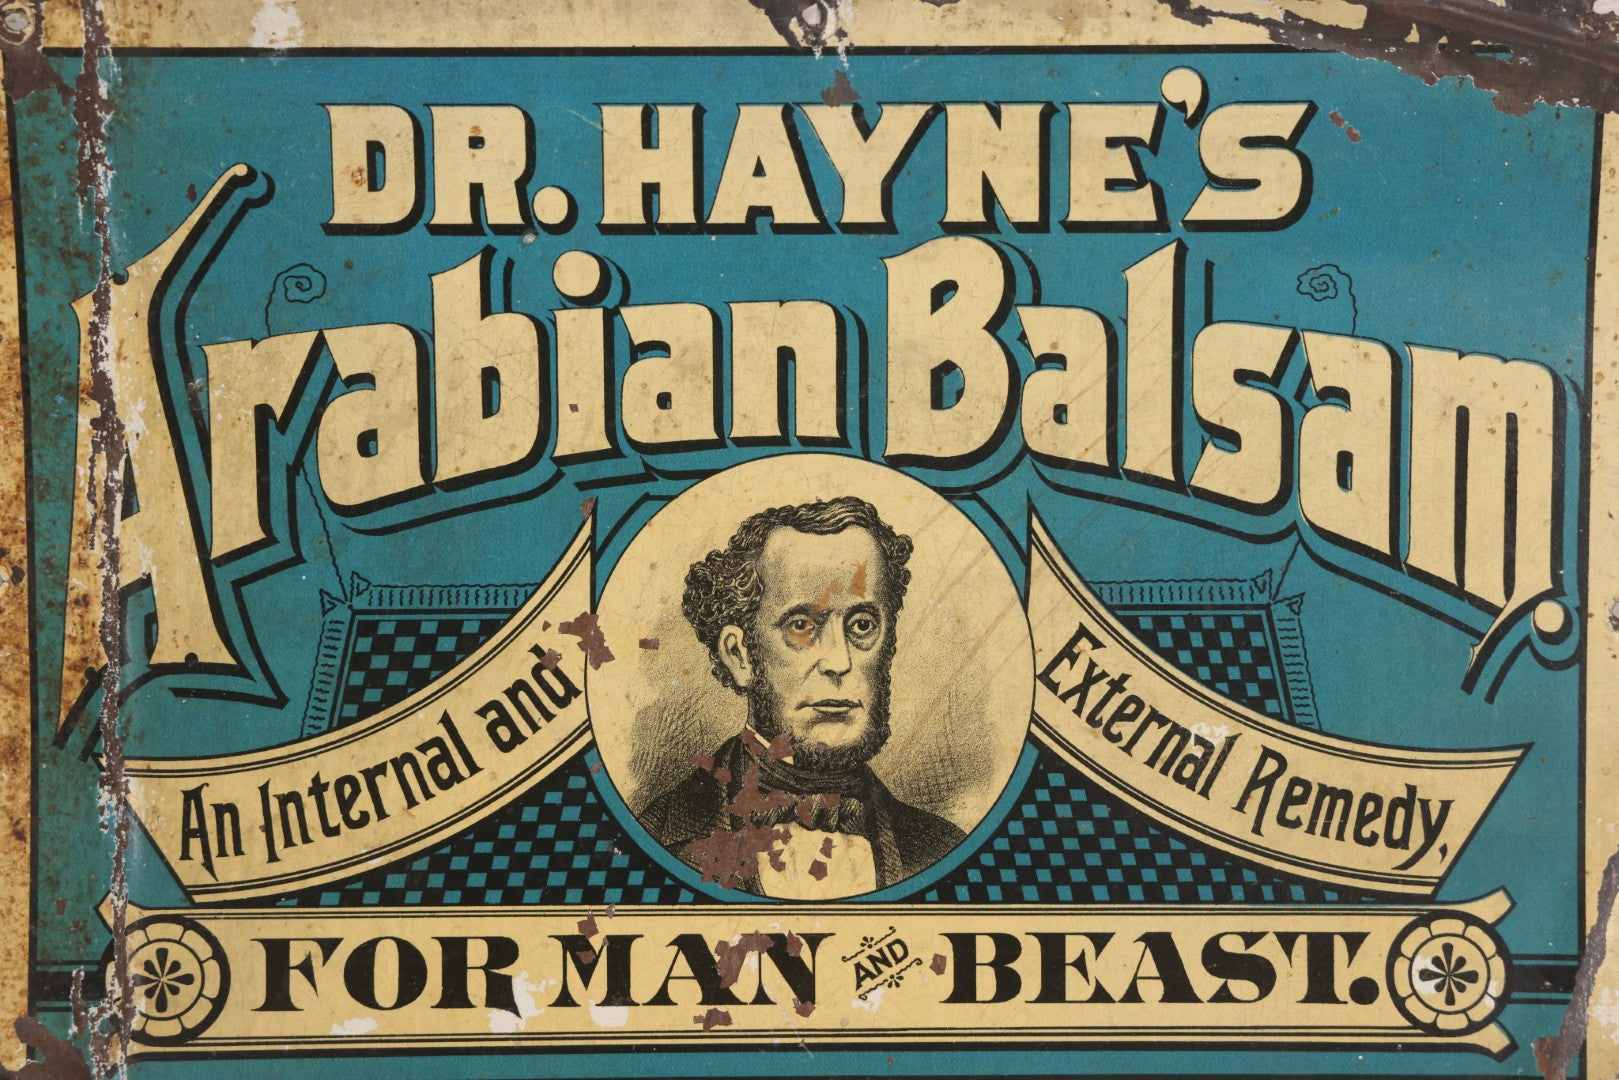 DR. HAYNE'S
Arabian Balsam.
An Internal and External Remedy,
FOR MAN AND BEAST.